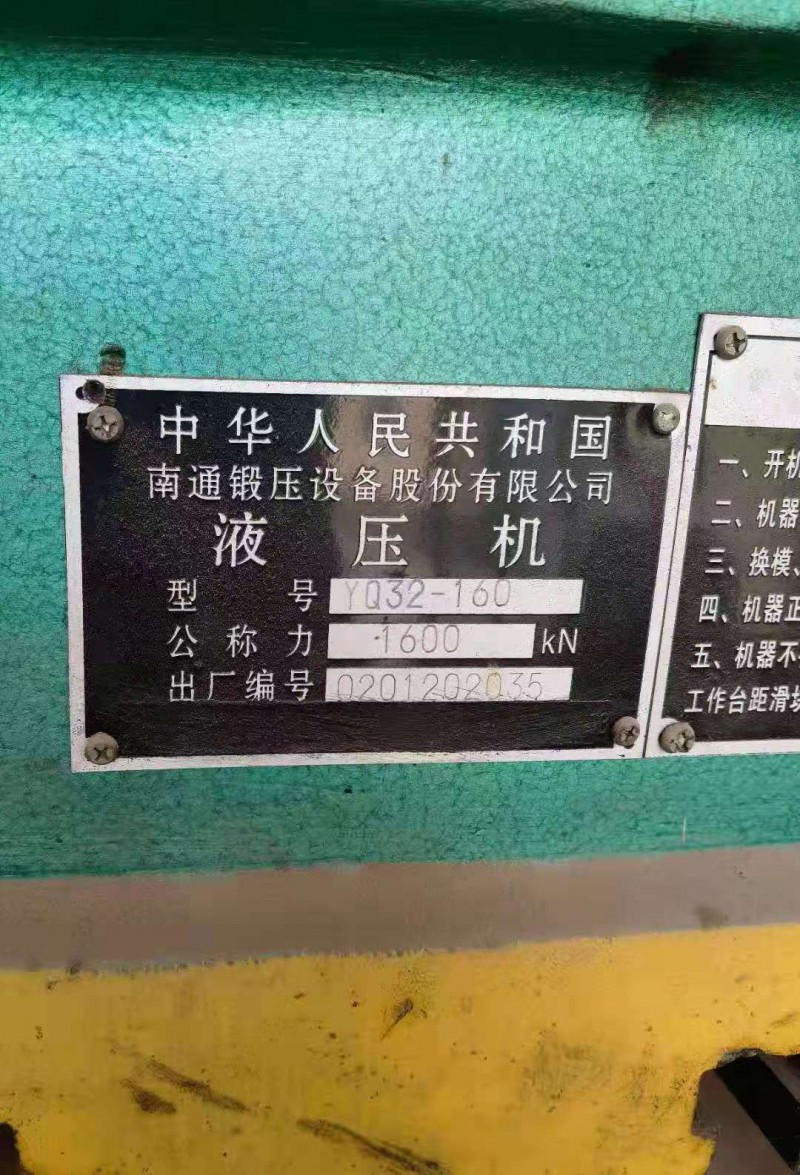 中华人民共和国
南通锻压设备股份有限公司
液压机
型号 YQ32-160
公称力 1600 kN
出厂编号 0201202035
一、开机
二、机器
三、换模、
四、机器正
五、机器不
工作台距滑块